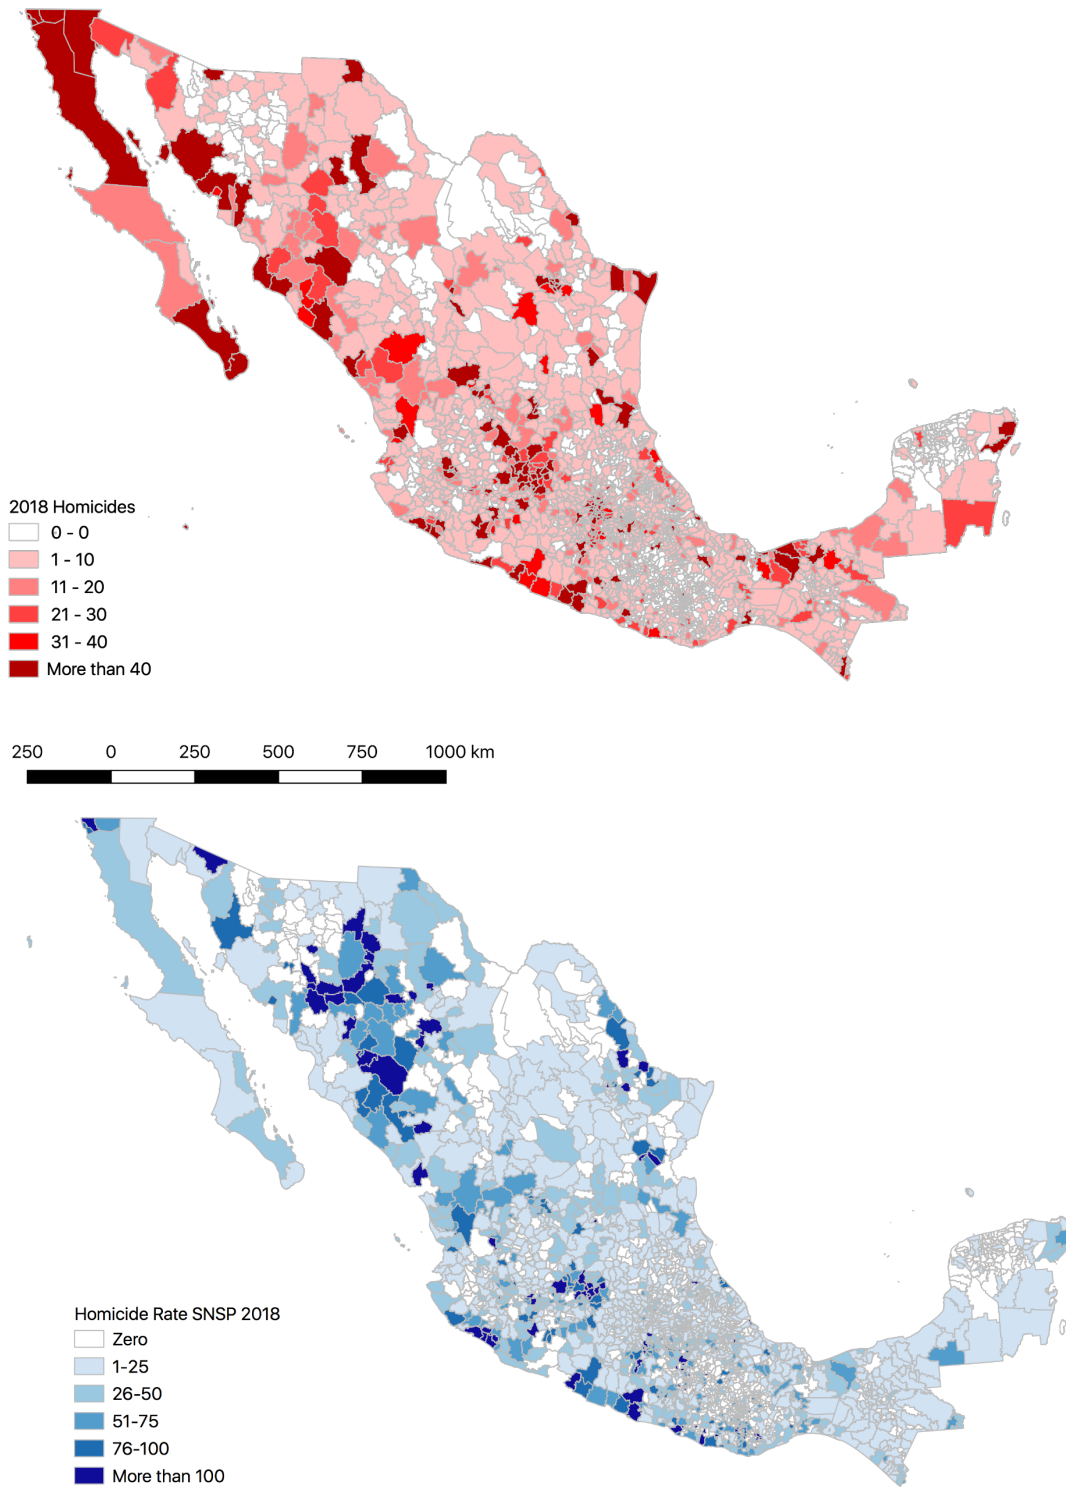 2018 Homicides
0 - 0
1 - 10
11 - 20
21 - 30
31 - 40
More than 40
250 0 250 500 750 1000 km
Homicide Rate SNSP 2018
Zero
1-25
26-50
51-75
76-100
More than 100